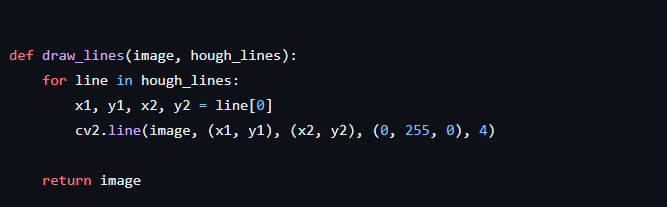 def draw_lines(image, hough_lines):
    for line in hough_lines:
        x1, y1, x2, y2 = line[0]
        cv2.line(image, (x1, y1), (x2, y2), (0, 255, 0), 4)
    return image